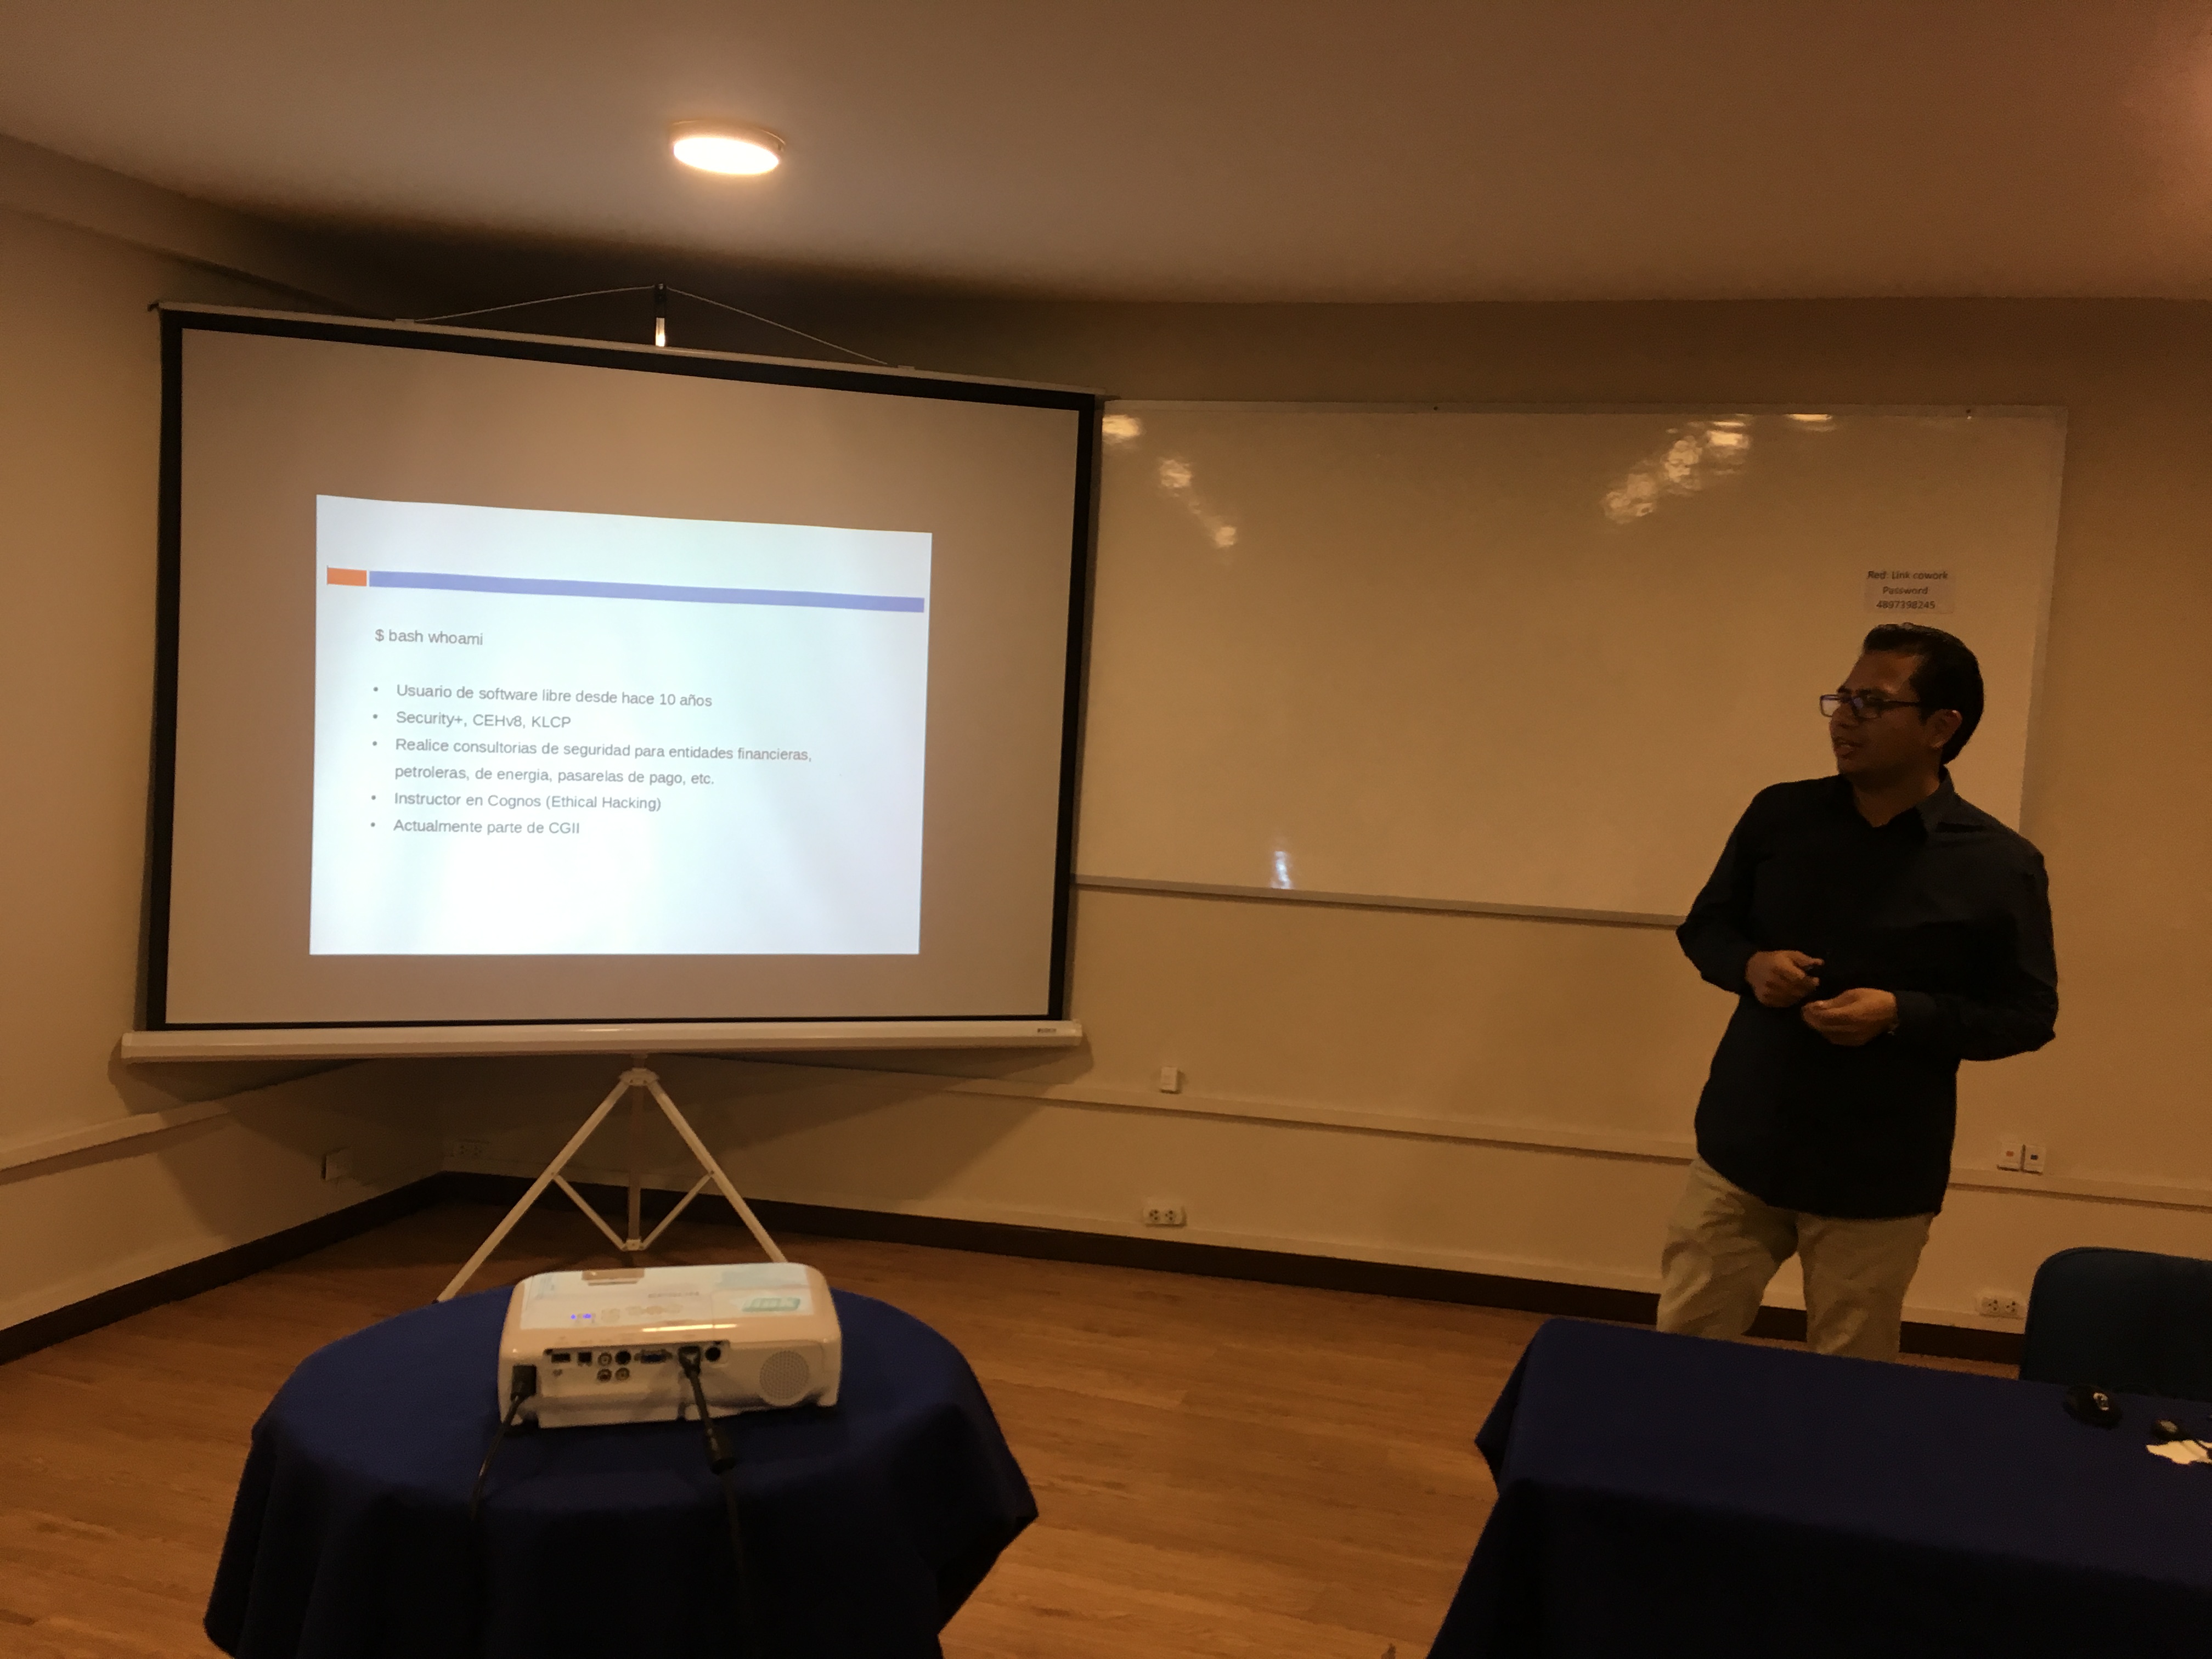 $ bash whoami
• Usuario de software libre desde hace 10 años
• Security+, CEHv8, KLCP
• Realice consultorias de seguridad para entidades financieras,
petroleras, de energia, pasarelas de pago, etc.
• Instructor en Cognos (Ethical Hacking)
• Actualmente parte de CGII
Red: Link cowork
Password
4897398245